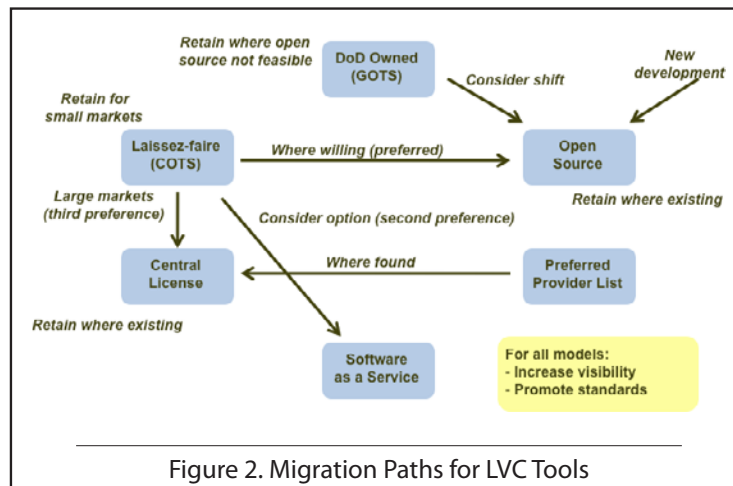 Retain where open
source not feasible
DoD Owned
(GOTS)
New
development
Consider shift
Retain for
small markets
Laissez-faire
(COTS)
Where willing (preferred)
Open
Source
Large markets
(third preference)
Retain where existing
Consider option (second preference)
Central
License
Where found
Preferred
Provider List
Retain where existing
Software
as a Service
For all models:
- Increase visibility
- Promote standards
Figure 2. Migration Paths for LVC Tools